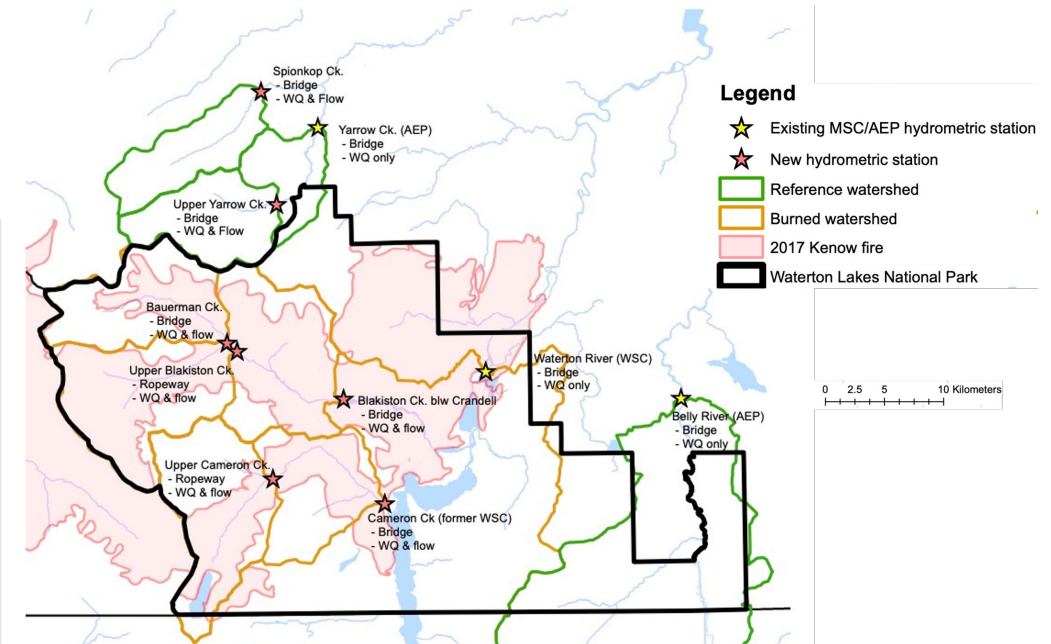 Spionkop Ck.
- Bridge
- WQ & Flow
Yarrow Ck. (AEP)
- Bridge
- WQ only
Upper Yarrow Ck.
- Bridge
- WQ & Flow
Bauerman Ck.
- Bridge
- WQ & flow
Upper Blakiston Ck.
- Ropeway
- WQ & flow
Waterton River (WSC)
- Bridge
- WQ only
Blakiston Ck. blw Crandell
- Bridge
- WQ & flow
Belly River (AEP)
- Bridge
- WQ only
Upper Cameron Ck.
- Ropeway
- WQ & flow
Cameron Ck (former WSC)
- Bridge
- WQ & flow
Legend
Existing MSC/AEP hydrometric station
New hydrometric station
Reference watershed
Burned watershed
2017 Kenow fire
Waterton Lakes National Park
0 2.5 5 10 Kilometers